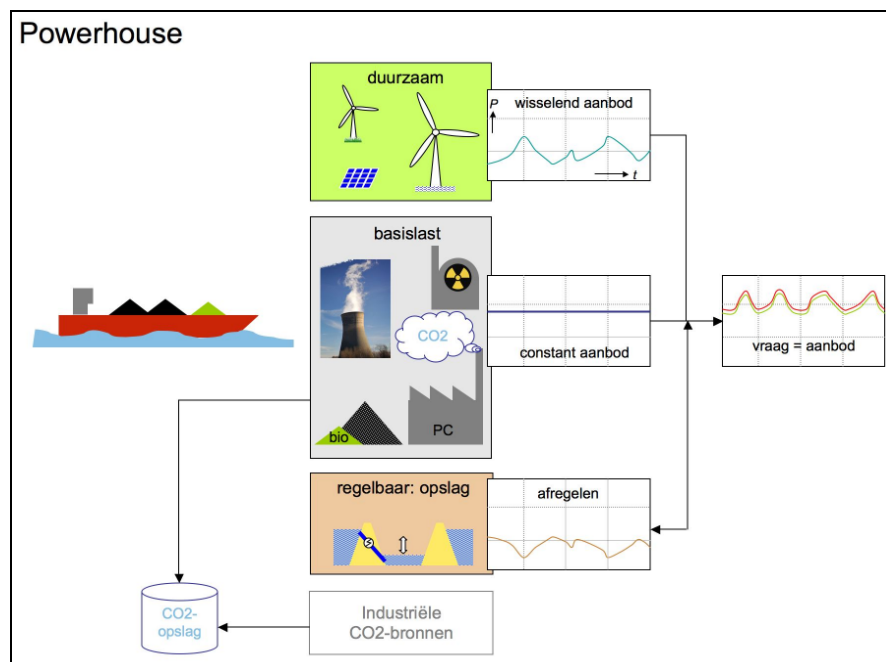 Powerhouse
duurzaam
wisselend aanbod
P
t
basislast
CO2
constant aanbod
vraag = aanbod
bio
PC
regelbaar: opslag
afregelen
CO2-
opslag
Industriële
CO2-bronnen